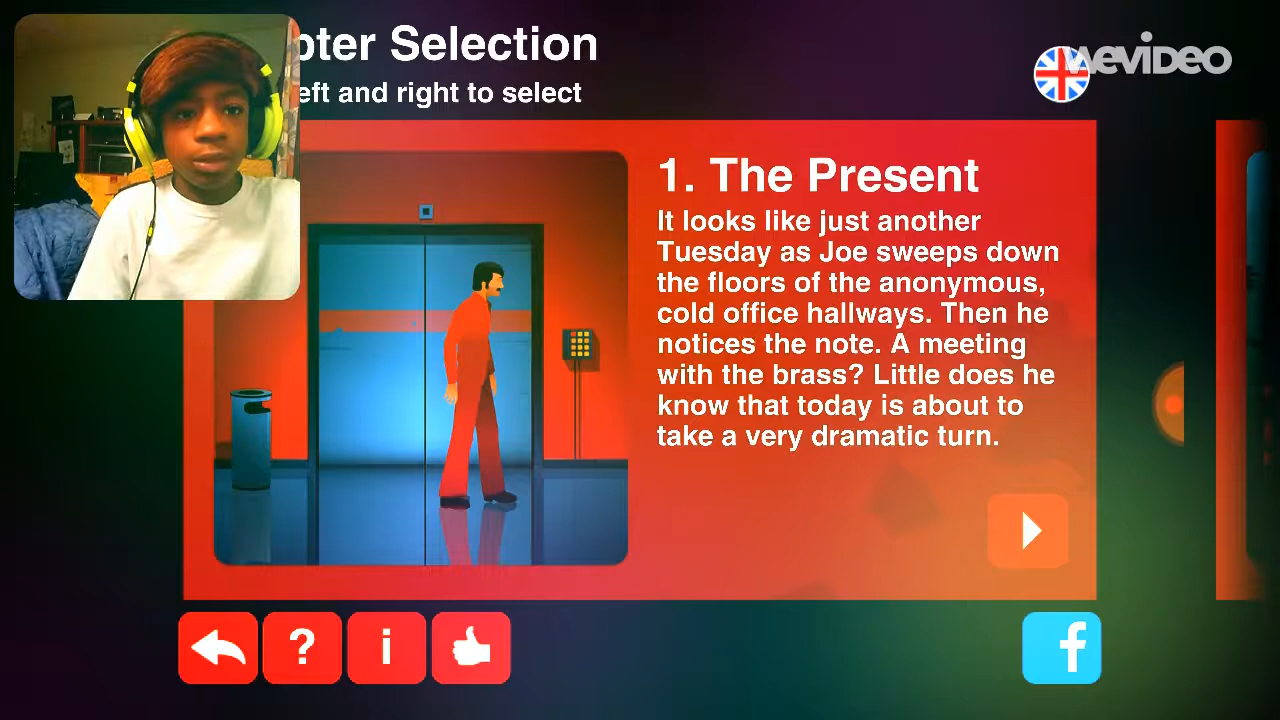 pter Selection
eft and right to select
WeVideo
1. The Present
It looks like just another
Tuesday as Joe sweeps down
the floors of the anonymous,
cold office hallways. Then he
notices the note. A meeting
with the brass? Little does he
know that today is about to
take a very dramatic turn.
? i f